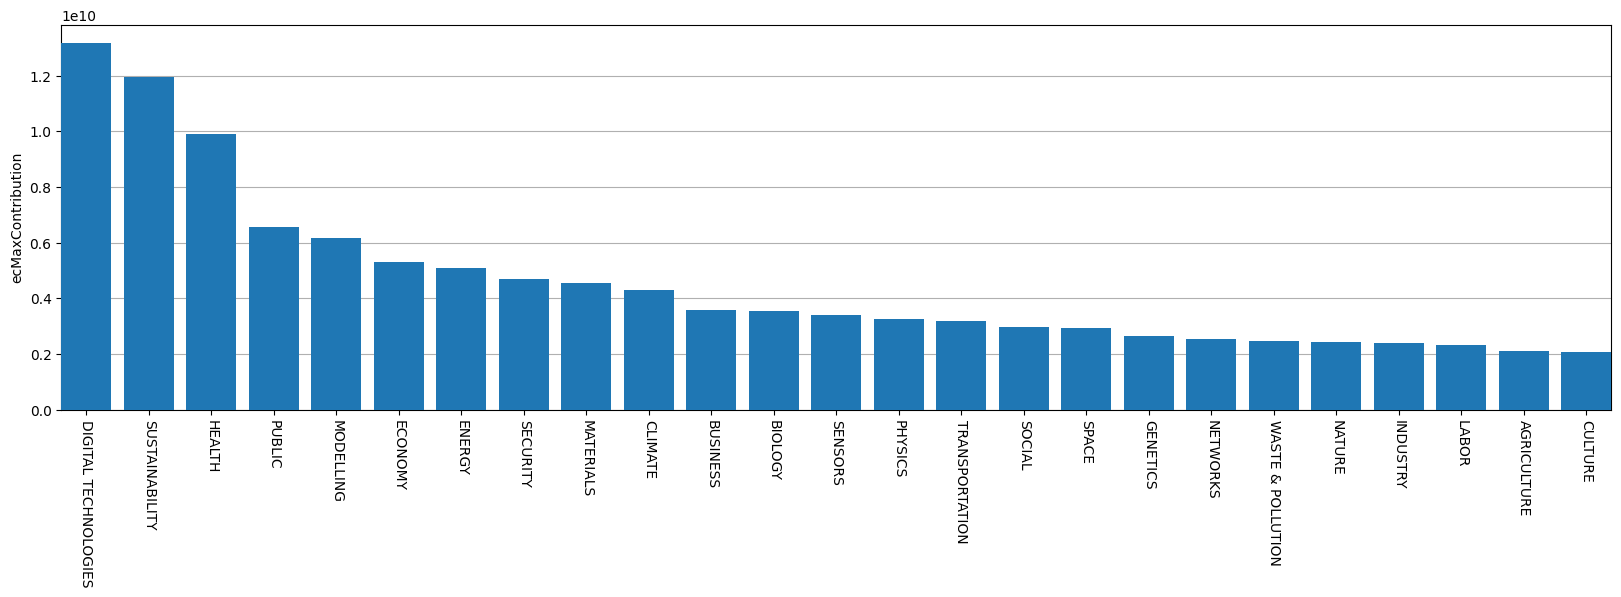 1e10
1.2
1.0
0.8
0.6
0.4
0.2
0.0
ecMaxContribution
DIGITAL TECHNOLOGIES
SUSTAINABILITY
HEALTH
PUBLIC
MODELLING
ECONOMY
ENERGY
SECURITY
MATERIALS
CLIMATE
BUSINESS
BIOLOGY
SENSORS
PHYSICS
TRANSPORTATION
SOCIAL
SPACE
GENETICS
NETWORKS
WASTE & POLLUTION
NATURE
INDUSTRY
LABOR
AGRICULTURE
CULTURE